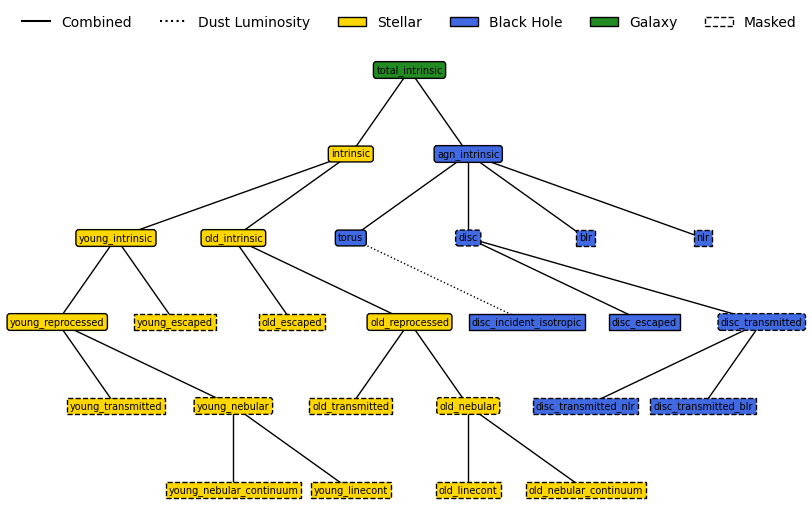 Combined Dust Luminosity Stellar Black Hole Galaxy Masked
total_intrinsic
intrinsic agn_intrinsic
young_intrinsic old_intrinsic torus disc blr nlr
young_reprocessed young_escaped old_escaped old_reprocessed disc_incident_isotropic disc_escaped disc_transmitted
young_transmitted young_nebular old_transmitted old_nebular disc_transmitted_nlr disc_transmitted_blr
young_nebular_continuum young_linecont old_linecont old_nebular_continuum